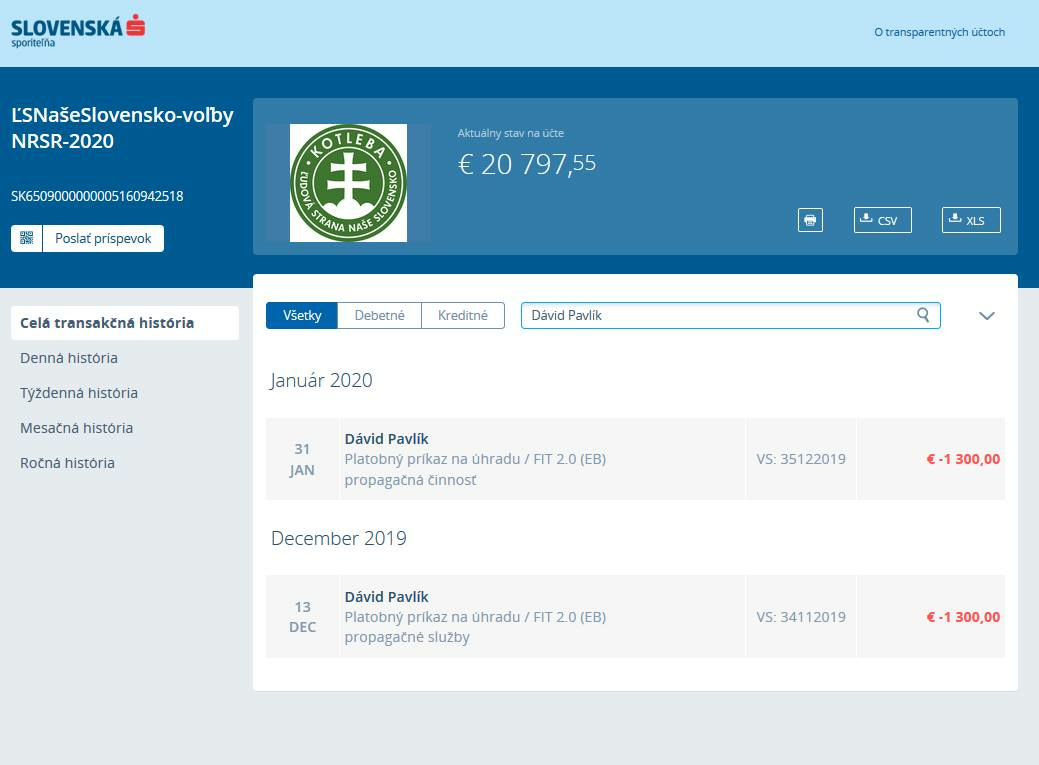 SLOVENSKÁ
sporiteľňa
O transparentných účtoch
ĽSNašeSlovensko-voľby
NRSR-2020
SK6509000000005160942518
Poslať príspevok
KOTLEBA
ĽUDOVÁ STRANA NAŠE SLOVENSKO
Aktuálny stav na účte
€ 20 797,55
CSV
XLS
Celá transakčná história
Denná história
Týždenná história
Mesačná história
Ročná história
Všetky
Debetné
Kreditné
Dávid Pavlík
Január 2020
31
JAN
Dávid Pavlík
Platobný príkaz na úhradu / FIT 2.0 (EB)
propagačná činnosť
VS: 35122019
€ -1 300,00
December 2019
13
DEC
Dávid Pavlík
Platobný príkaz na úhradu / FIT 2.0 (EB)
propagačné služby
VS: 34112019
€ -1 300,00